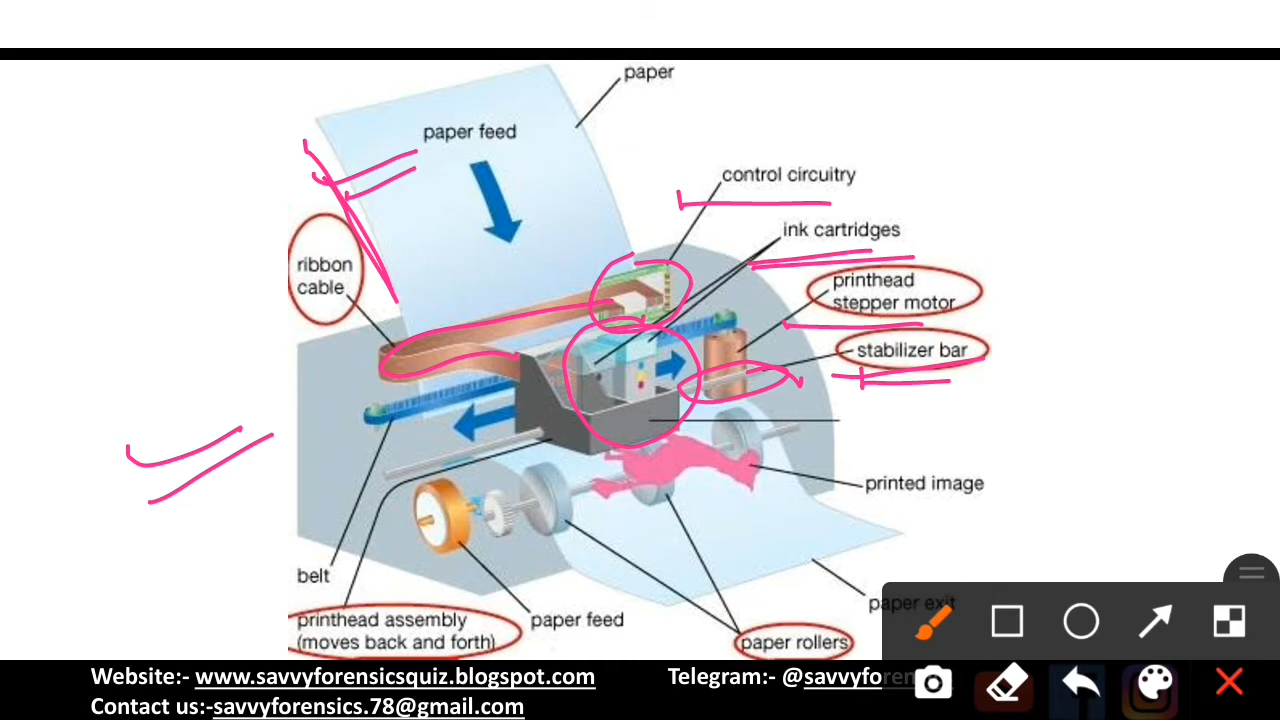 paper
paper feed
control circuitry
ink cartridges
ribbon
cable
printhead
stepper motor
stabilizer bar
printed image
belt
printhead assembly
(moves back and forth)
paper feed
paper rollers
paper exit
Website:- www.savvyforensicsquiz.blogspot.com
Telegram:- @savvyfo
Contact us:-savvyforensics.78@gmail.com